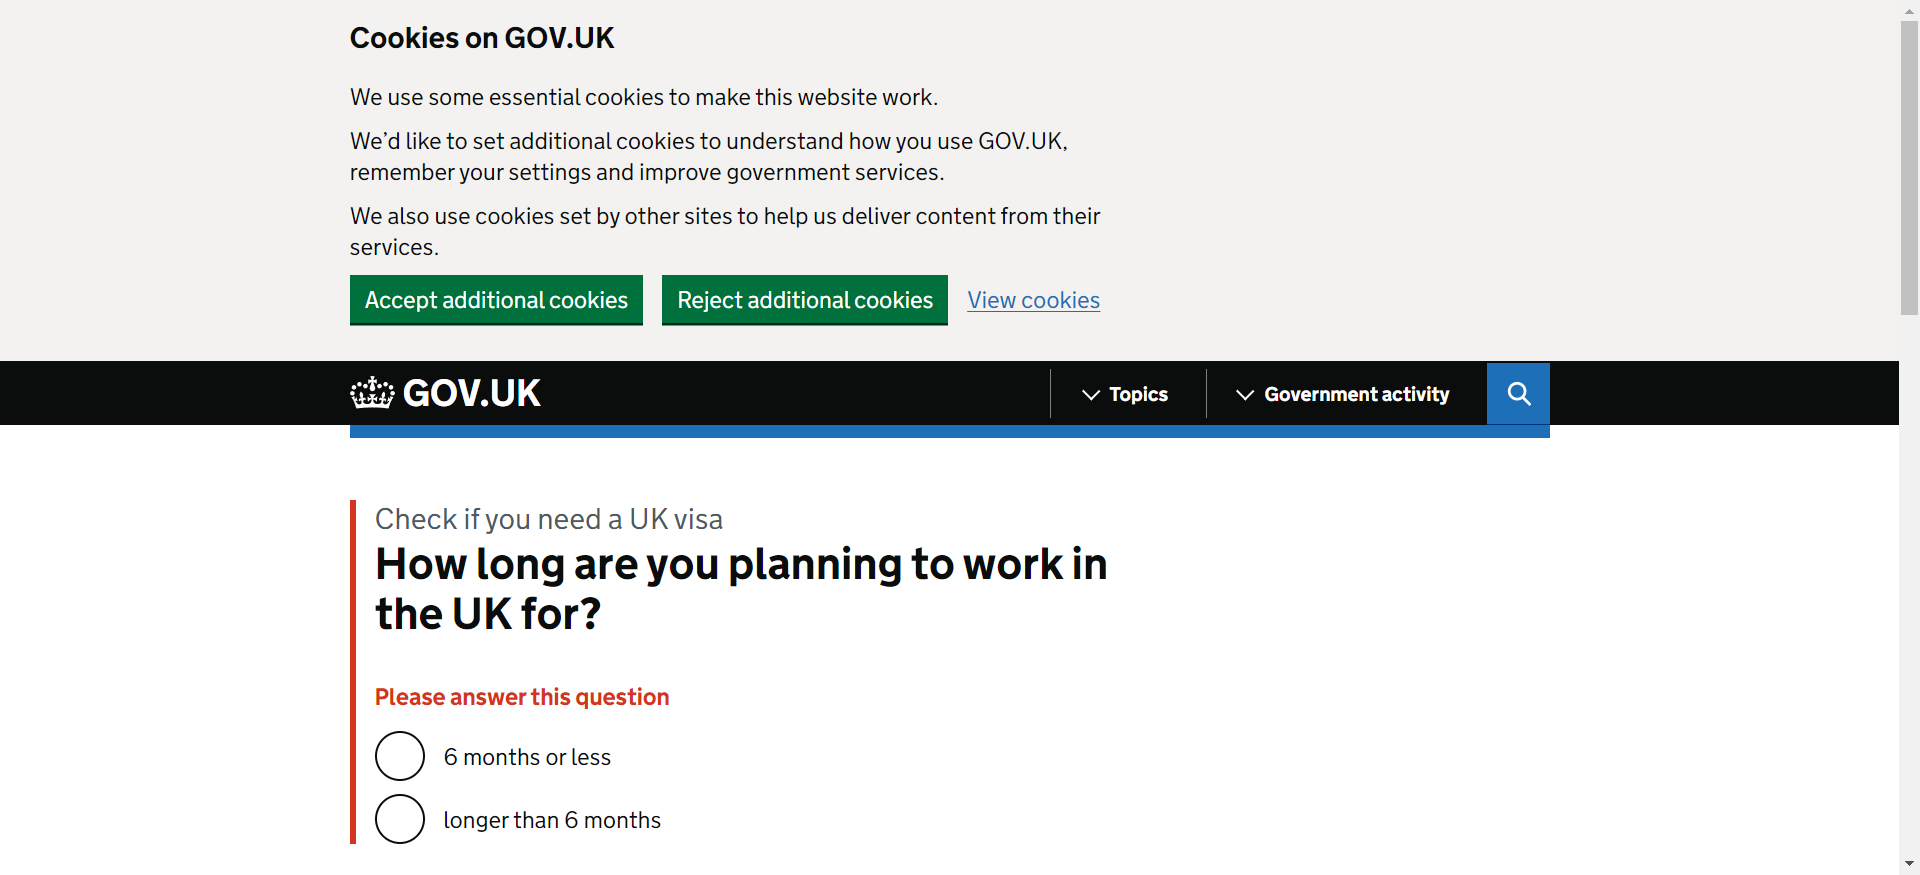 Cookies on GOV.UK
We use some essential cookies to make this website work.
We’d like to set additional cookies to understand how you use GOV.UK,
remember your settings and improve government services.
We also use cookies set by other sites to help us deliver content from their
services.
Accept additional cookies Reject additional cookies View cookies
GOV.UK Topics Government activity
Check if you need a UK visa
How long are you planning to work in
the UK for?
Please answer this question
6 months or less
longer than 6 months